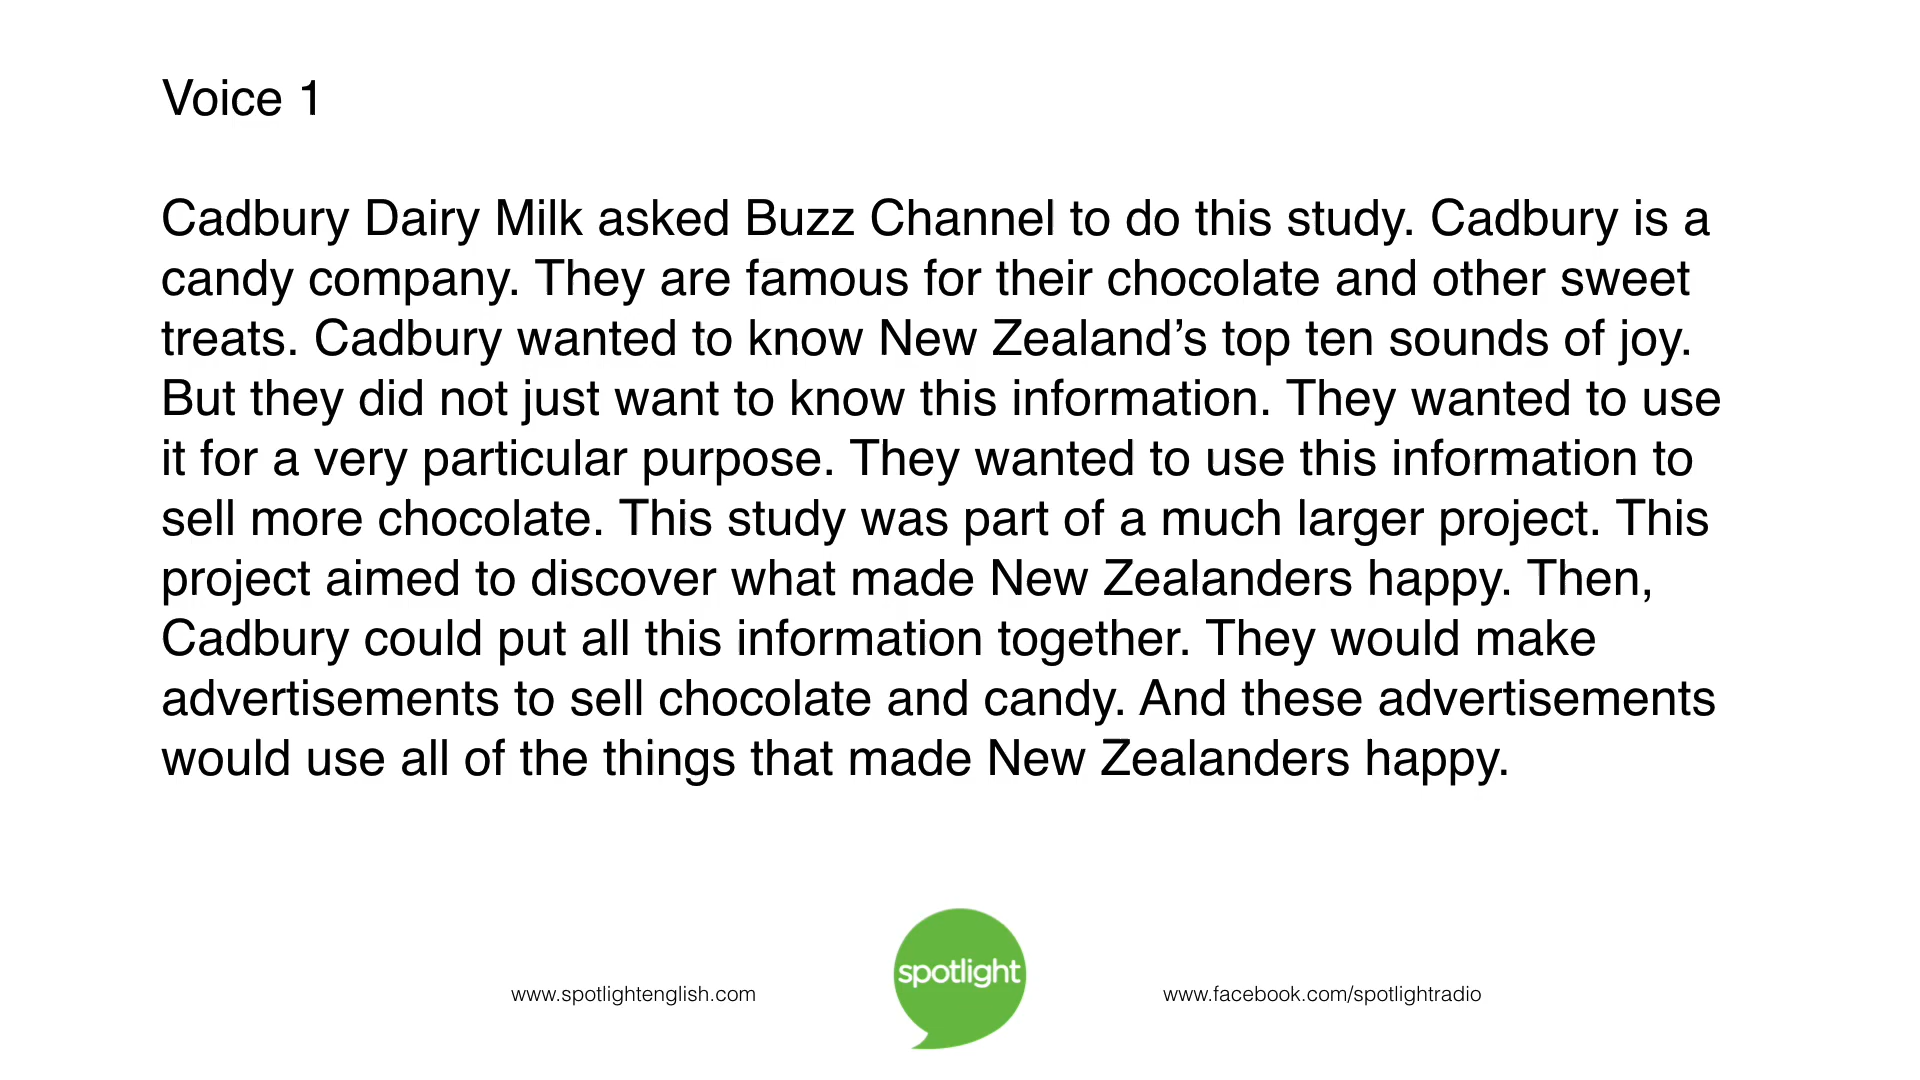 Voice 1
Cadbury Dairy Milk asked Buzz Channel to do this study. Cadbury is a
candy company. They are famous for their chocolate and other sweet
treats. Cadbury wanted to know New Zealand’s top ten sounds of joy.
But they did not just want to know this information. They wanted to use
it for a very particular purpose. They wanted to use this information to
sell more chocolate. This study was part of a much larger project. This
project aimed to discover what made New Zealanders happy. Then,
Cadbury could put all this information together. They would make
advertisements to sell chocolate and candy. And these advertisements
would use all of the things that made New Zealanders happy.
www.spotlightenglish.com
spotlight
www.facebook.com/spotlightradio